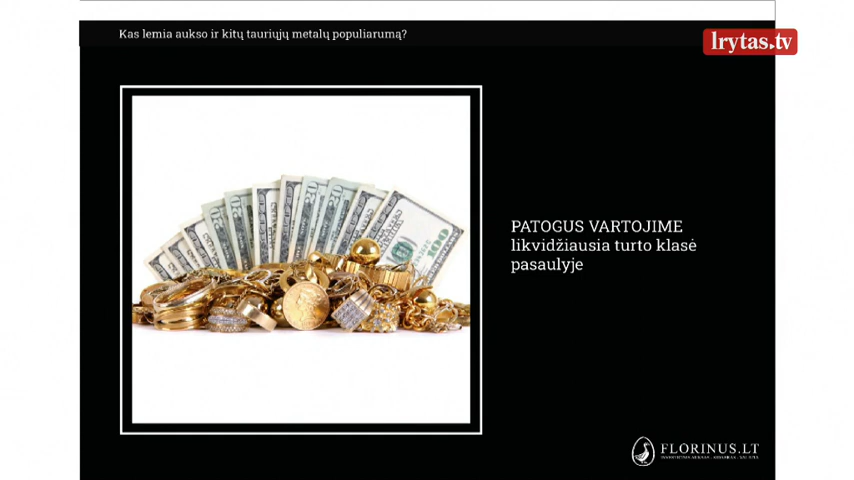 Kas lemia aukso ir kitų tauriųjų metalų populiarumą?
lrytas.tv
PATOGUS VARTOJIME
likvidžiausia turto klasė
pasaulyje
FLORINUS.LT